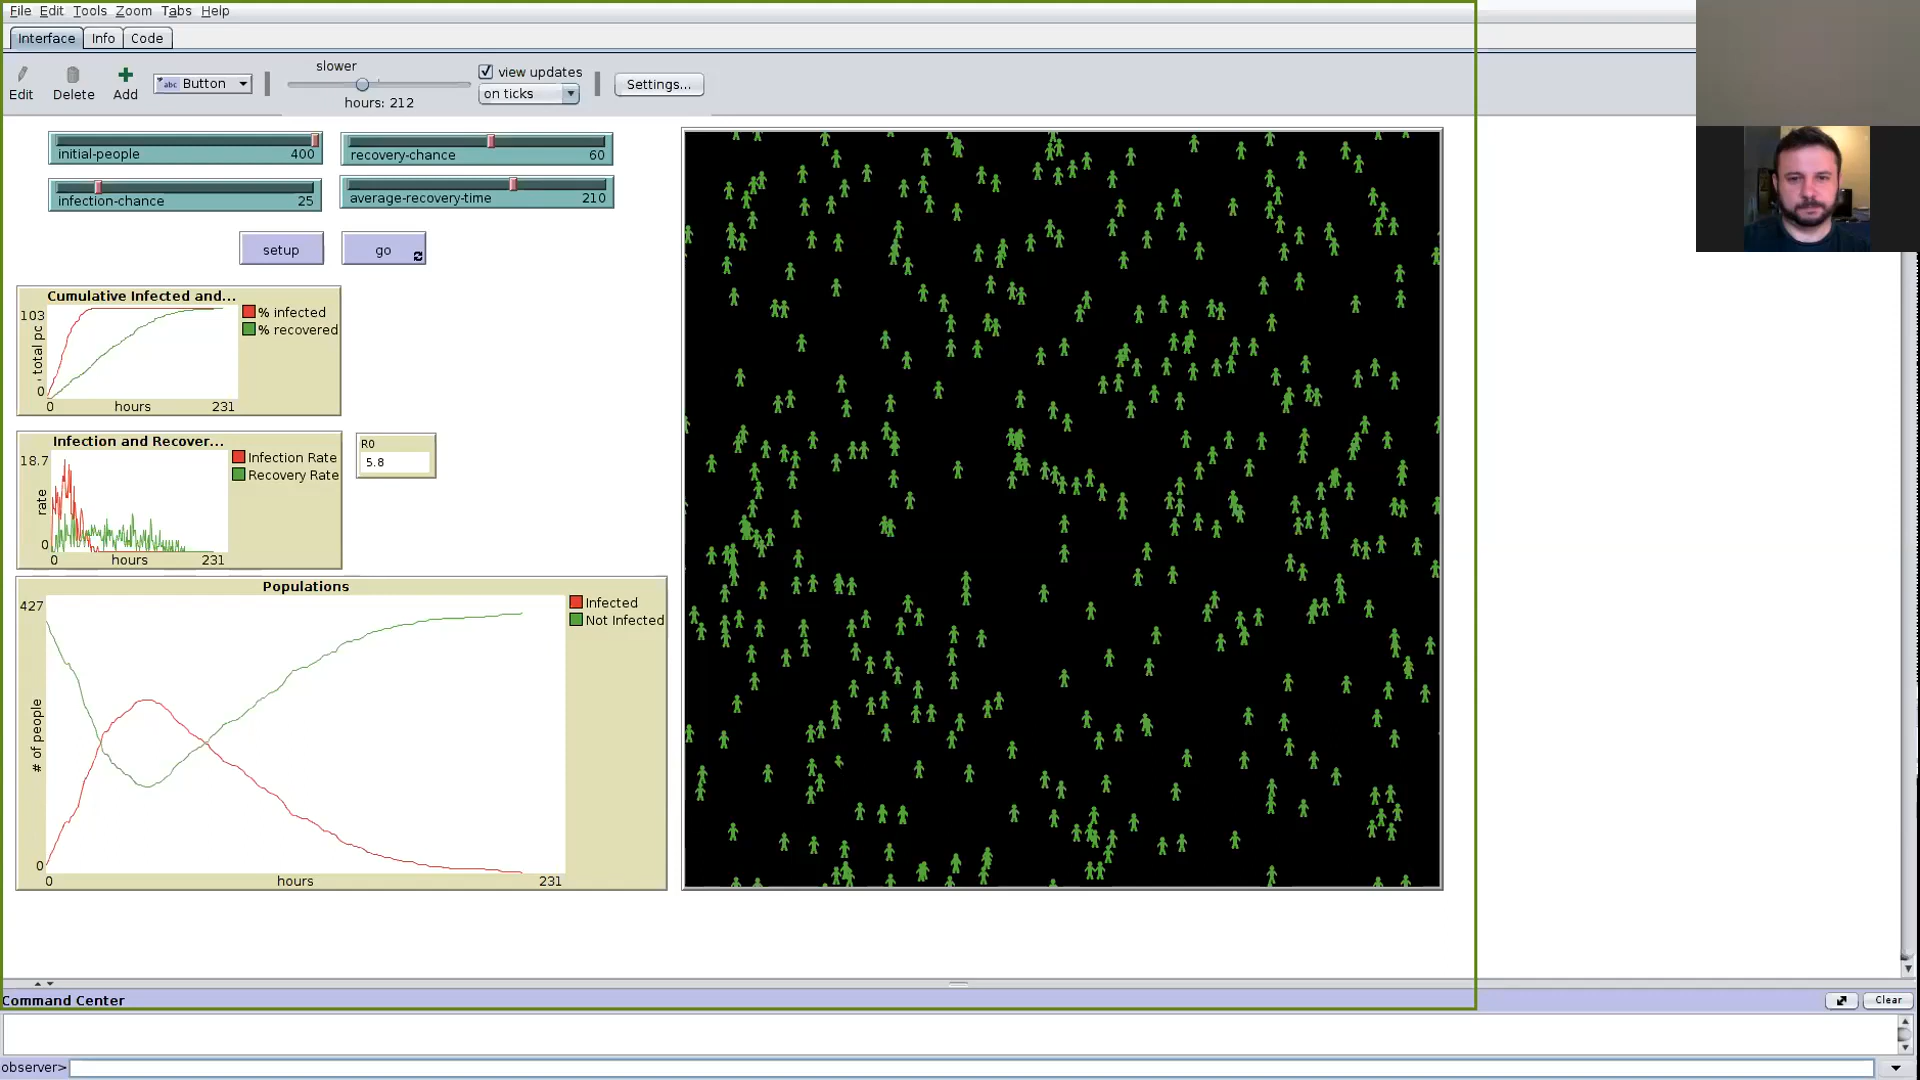 File Edit Tools Zoom Tabs Help
Interface Info Code
Edit Delete Add abc Button
slower
hours: 212
view updates
on ticks
Settings...
initial-people 400
recovery-chance 60
infection-chance 25
average-recovery-time 210
setup go
Cumulative Infected and...
103
total pc
0
0 hours 231
% infected
% recovered
Infection and Recover...
18.7
rate
0
0 hours 231
Infection Rate
Recovery Rate
R0
5.8
Populations
427
# of people
0
0 hours 231
Infected
Not Infected
Command Center
Clear
observer>